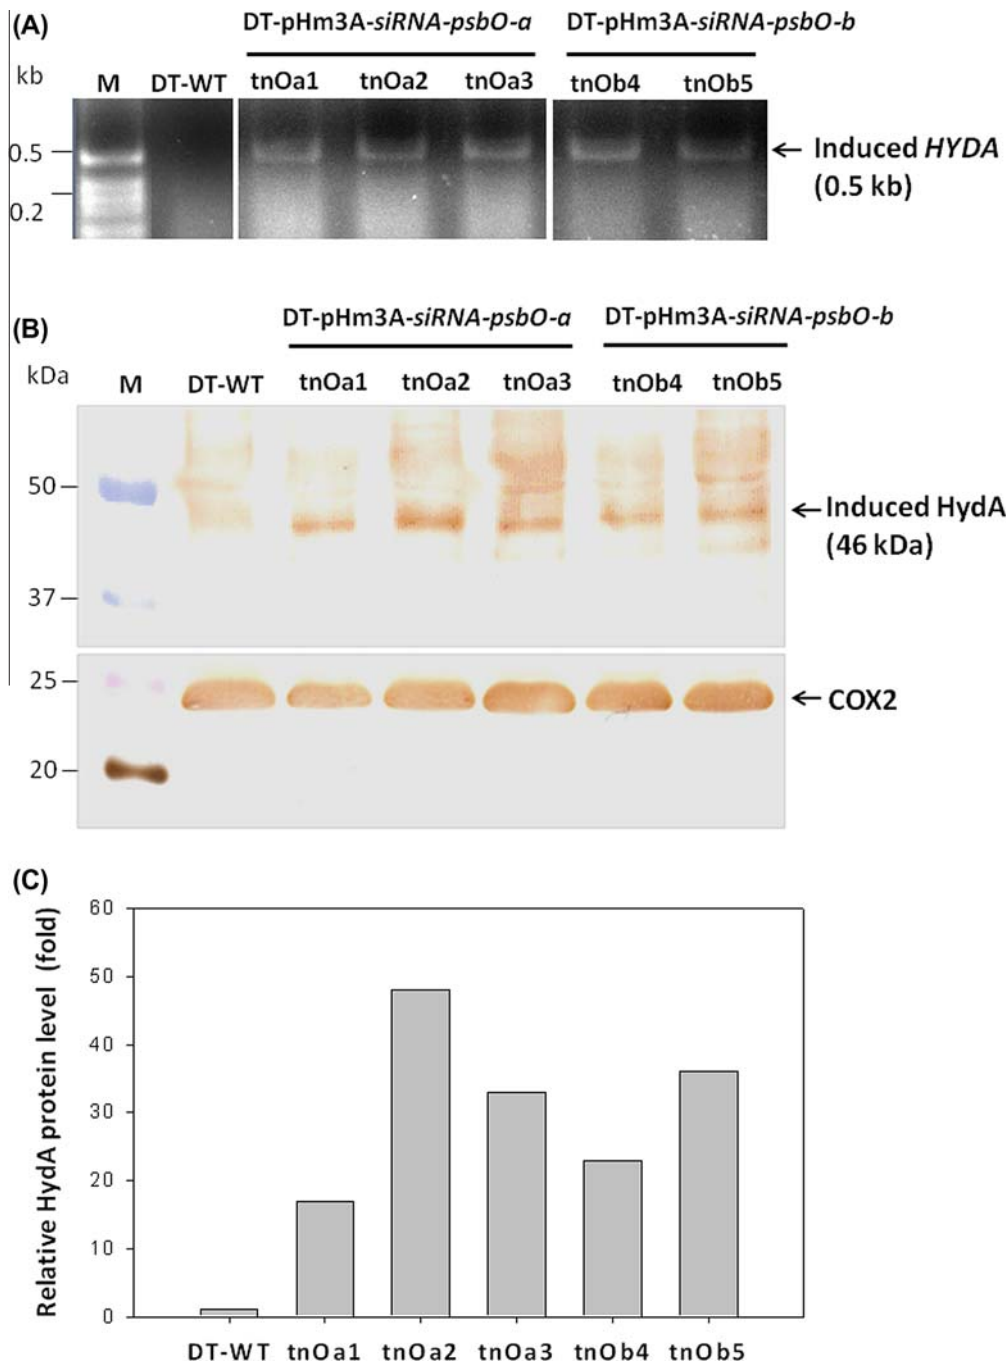 (A)
DT-pHm3A-siRNA-psbO-a DT-pHm3A-siRNA-psbO-b
kb M DT-WT tnOa1 tnOa2 tnOa3 tnOb4 tnOb5
0.5
0.2
Induced HYDA
(0.5 kb)
(B)
DT-pHm3A-siRNA-psbO-a DT-pHm3A-siRNA-psbO-b
kDa M DT-WT tnOa1 tnOa2 tnOa3 tnOb4 tnOb5
50
Induced HydA
(46 kDa)
37
25
COX2
20
(C)
Relative HydA protein level (fold)
60
50
40
30
20
10
0
DT-WT tnOa1 tnOa2 tnOa3 tnOb4 tnOb5